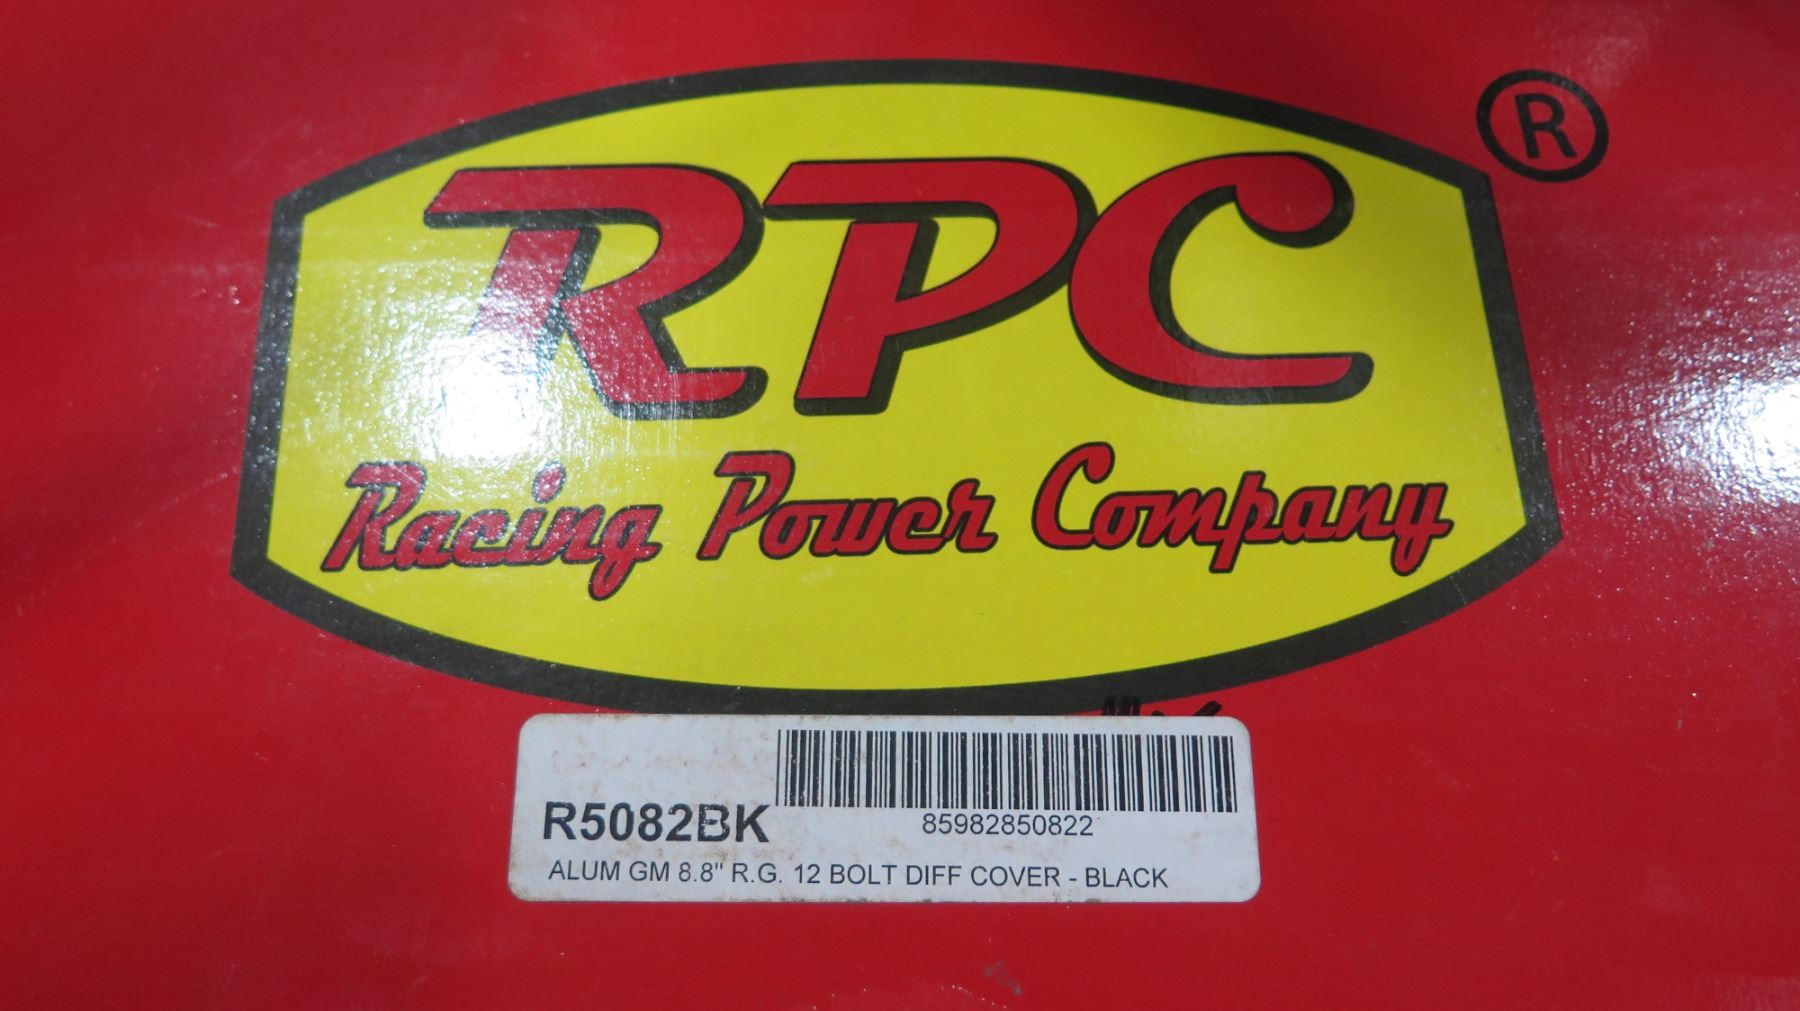 RPC
®
Racing Power Company
R5082BK
85982850822
ALUM GM 8.8" R.G. 12 BOLT DIFF COVER - BLACK